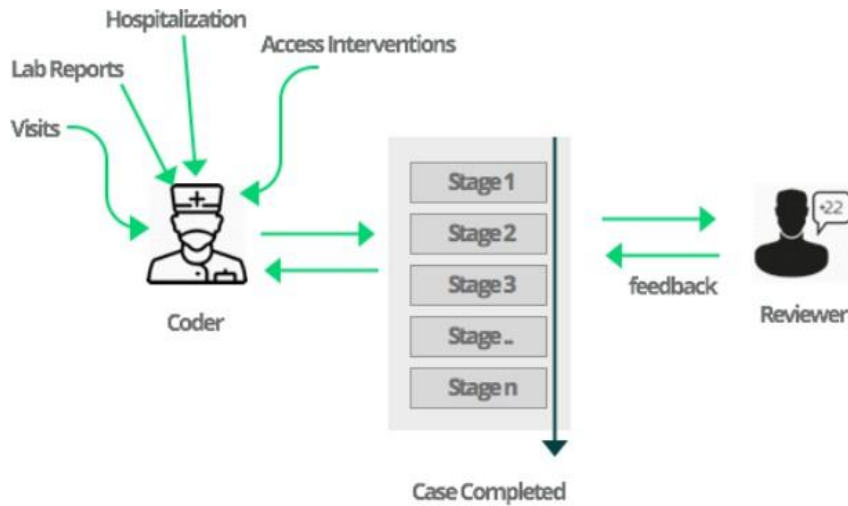 Hospitalization
Access Interventions
Lab Reports
Visits
Stage 1
Stage 2
Stage 3
Stage ..
Stage n
Coder
feedback
Reviewer
Case Completed